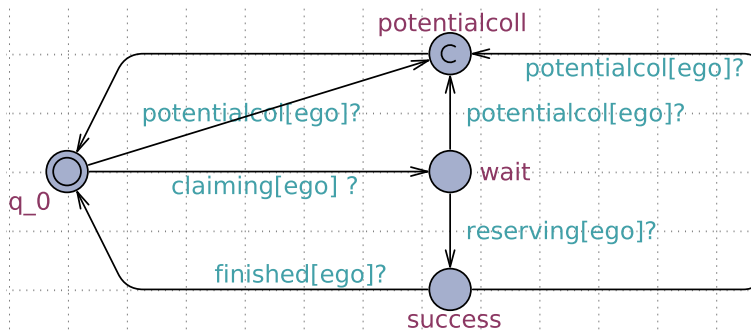 potentialcoll
C
potentialcol[ego]?
potentialcol[ego]?
potentialcol[ego]?
wait
claiming[ego] ?
q_0
reserving[ego]?
finished[ego]?
success